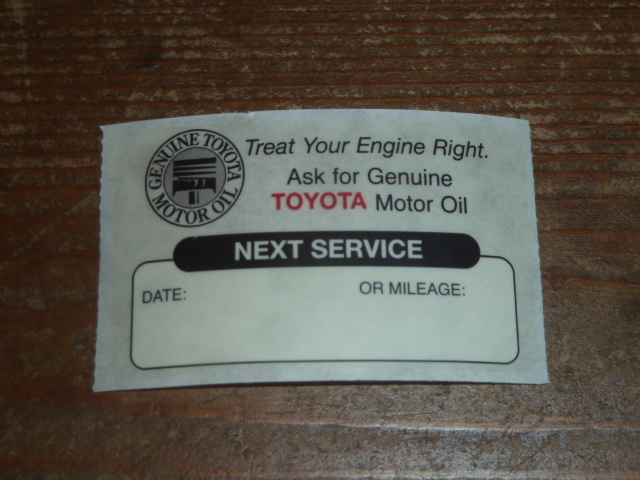 GENUINE TOYOTA
MOTOR OIL
Treat Your Engine Right.
Ask for Genuine
TOYOTA Motor Oil
NEXT SERVICE
DATE: OR MILEAGE: